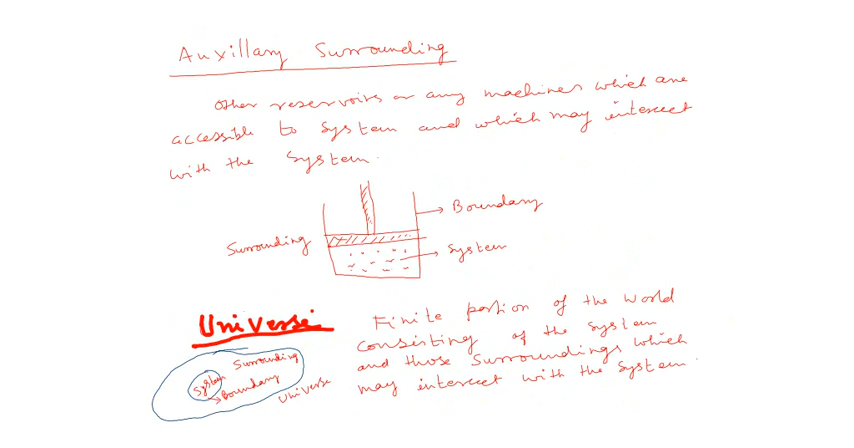 Auxillary Surrounding
Other reservoirs or any machines which are
accessible to System and which may interect
with the System.
Boundary
Surrounding
System
Universe
Finite portion of the World
consisting of the System
and those Surroundings which
may interect with the System.
Surrounding
System
Boundary
Universe